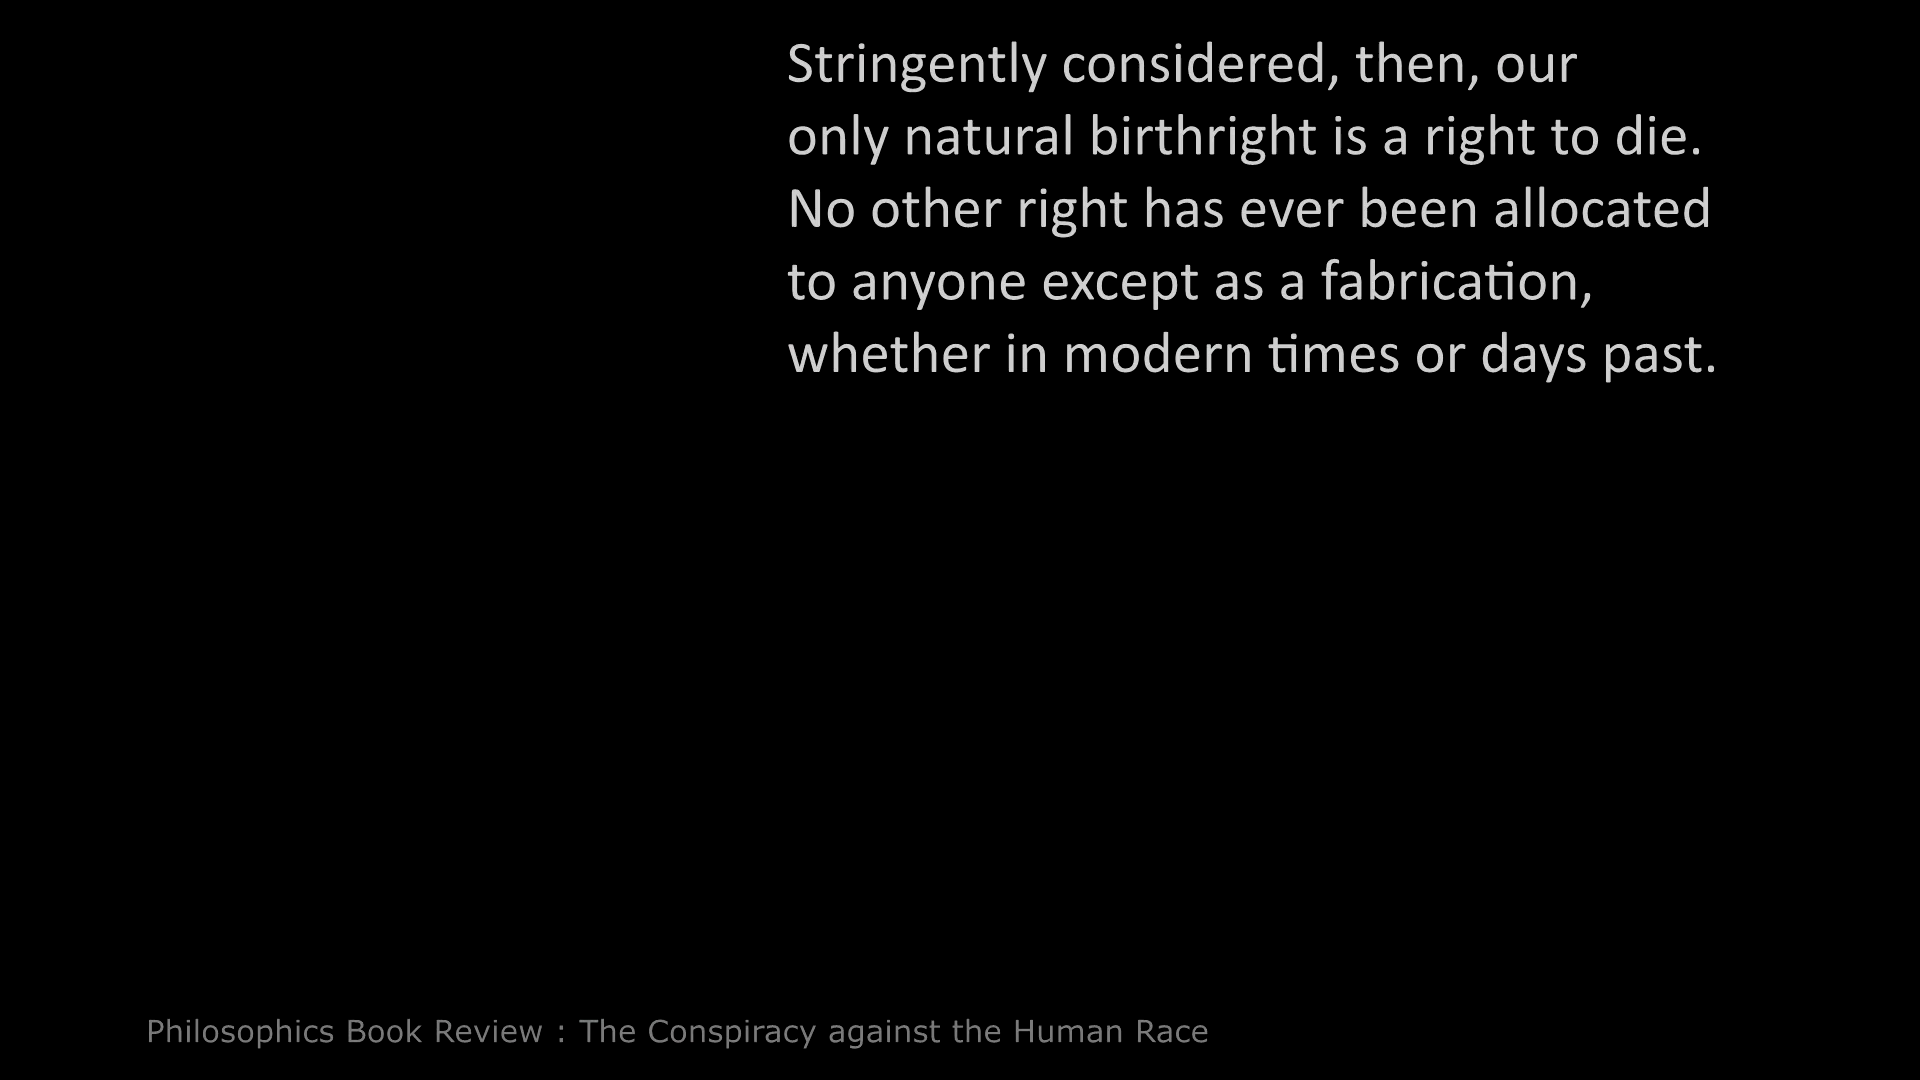 Stringently considered, then, our
only natural birthright is a right to die.
No other right has ever been allocated
to anyone except as a fabrication,
whether in modern times or days past.
Philosophics Book Review : The Conspiracy against the Human Race